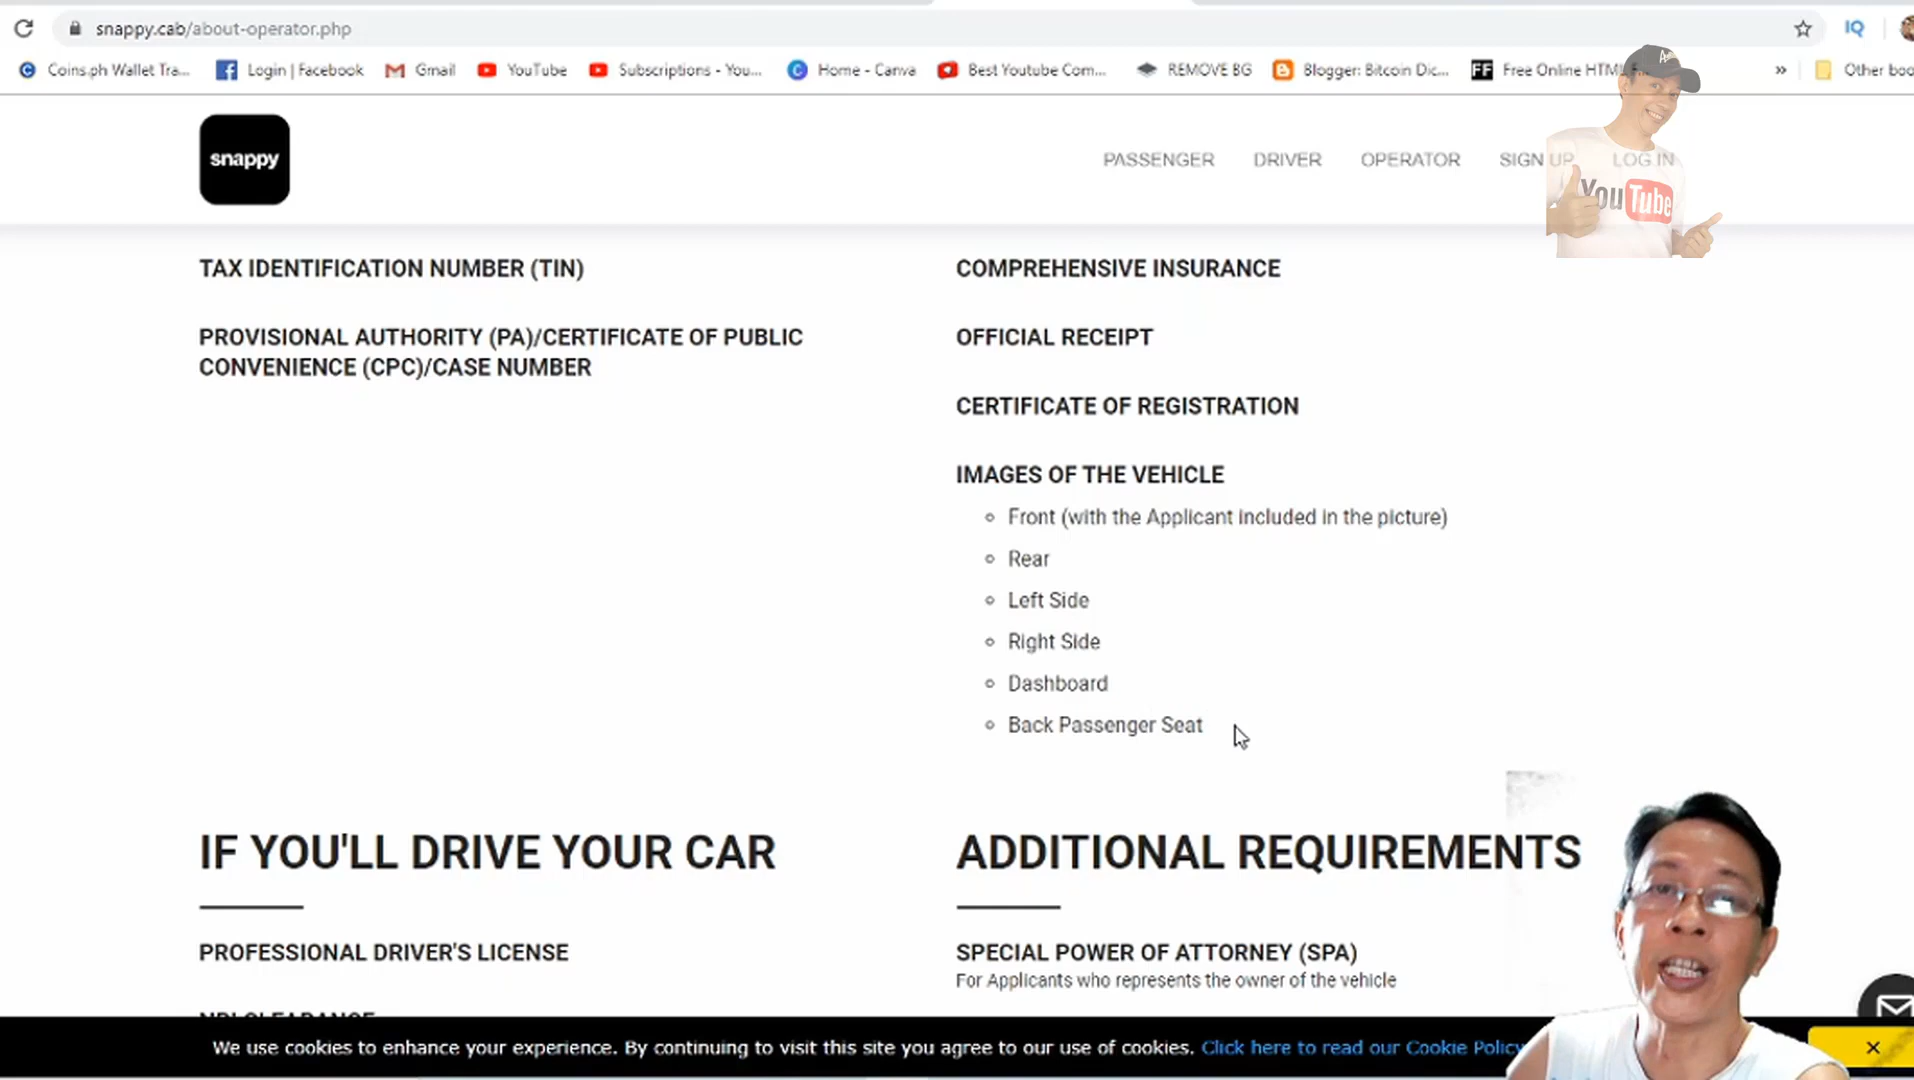 snappy.cab/about-operator.php
IQ
Coins.ph Wallet Tra...
Login | Facebook
Gmail
YouTube
Subscriptions - You...
Home - Canva
Best Youtube Com...
REMOVE BG
Blogger: Bitcoin Dic...
FF
Free Online HTML
»
Other boo
snappy
PASSENGER
DRIVER
OPERATOR
SIGN UP
LOG IN
YouTube
TAX IDENTIFICATION NUMBER (TIN)
PROVISIONAL AUTHORITY (PA)/CERTIFICATE OF PUBLIC
CONVENIENCE (CPC)/CASE NUMBER
COMPREHENSIVE INSURANCE
OFFICIAL RECEIPT
CERTIFICATE OF REGISTRATION
IMAGES OF THE VEHICLE
Front (with the Applicant included in the picture)
Rear
Left Side
Right Side
Dashboard
Back Passenger Seat
IF YOU'LL DRIVE YOUR CAR
PROFESSIONAL DRIVER'S LICENSE
NBI CLEARANCE
ADDITIONAL REQUIREMENTS
SPECIAL POWER OF ATTORNEY (SPA)
For Applicants who represents the owner of the vehicle
We use cookies to enhance your experience. By continuing to visit this site you agree to our use of cookies. Click here to read our Cookie Policy